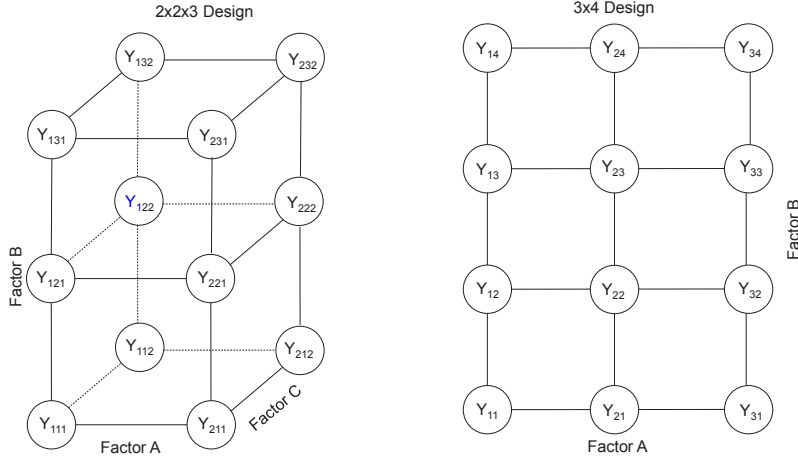 2x2x3 Design
Y132
Y232
Y131
Y231
Y122
Y222
Y121
Y221
Y112
Y212
Y111
Y211
Factor B
Factor A
Factor C
3x4 Design
Y14
Y24
Y34
Y13
Y23
Y33
Y12
Y22
Y32
Y11
Y21
Y31
Factor A
Factor B